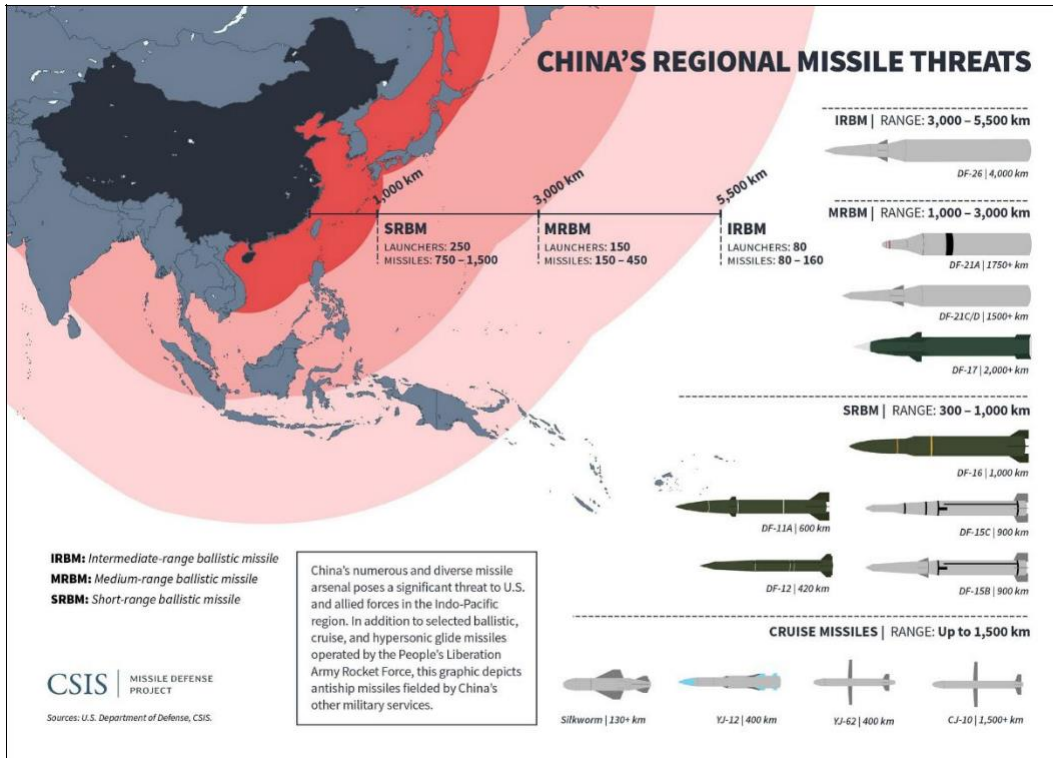 CHINA’S REGIONAL MISSILE THREATS
1,000 km
3,000 km
5,500 km
SRBM
LAUNCHERS: 250
MISSILES: 750 – 1,500
MRBM
LAUNCHERS: 150
MISSILES: 150 – 450
IRBM
LAUNCHERS: 80
MISSILES: 80 – 160
IRBM | RANGE: 3,000 – 5,500 km
DF-26 | 4,000 km
MRBM | RANGE: 1,000 – 3,000 km
DF-21A | 1750+ km
DF-21C/D | 1500+ km
DF-17 | 2,000+ km
SRBM | RANGE: 300 – 1,000 km
DF-16 | 1,000 km
DF-11A | 600 km
DF-15C | 900 km
DF-12 | 420 km
DF-15B | 900 km
CRUISE MISSILES | RANGE: Up to 1,500 km
Silkworm | 130+ km
YJ-12 | 400 km
YJ-62 | 400 km
CJ-10 | 1,500+ km
IRBM: Intermediate-range ballistic missile
MRBM: Medium-range ballistic missile
SRBM: Short-range ballistic missile
China’s numerous and diverse missile
arsenal poses a significant threat to U.S.
and allied forces in the Indo-Pacific
region. In addition to selected ballistic,
cruise, and hypersonic glide missiles
operated by the People’s Liberation
Army Rocket Force, this graphic depicts
antiship missiles fielded by China’s
other military services.
CSIS
MISSILE DEFENSE
PROJECT
Sources: U.S. Department of Defense, CSIS.